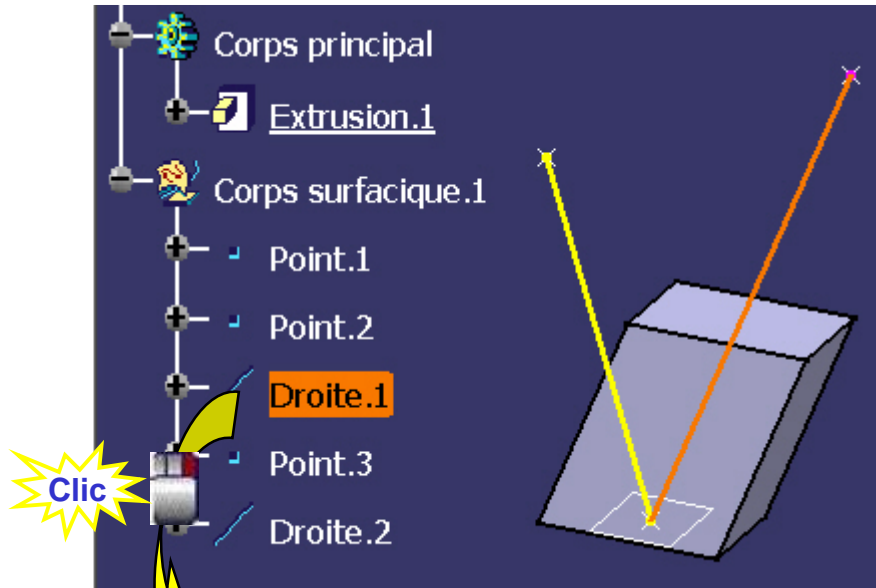 Corps principal
Extrusion.1
Corps surfacique.1
Point.1
Point.2
Droite.1
Point.3
Clic
Droite.2